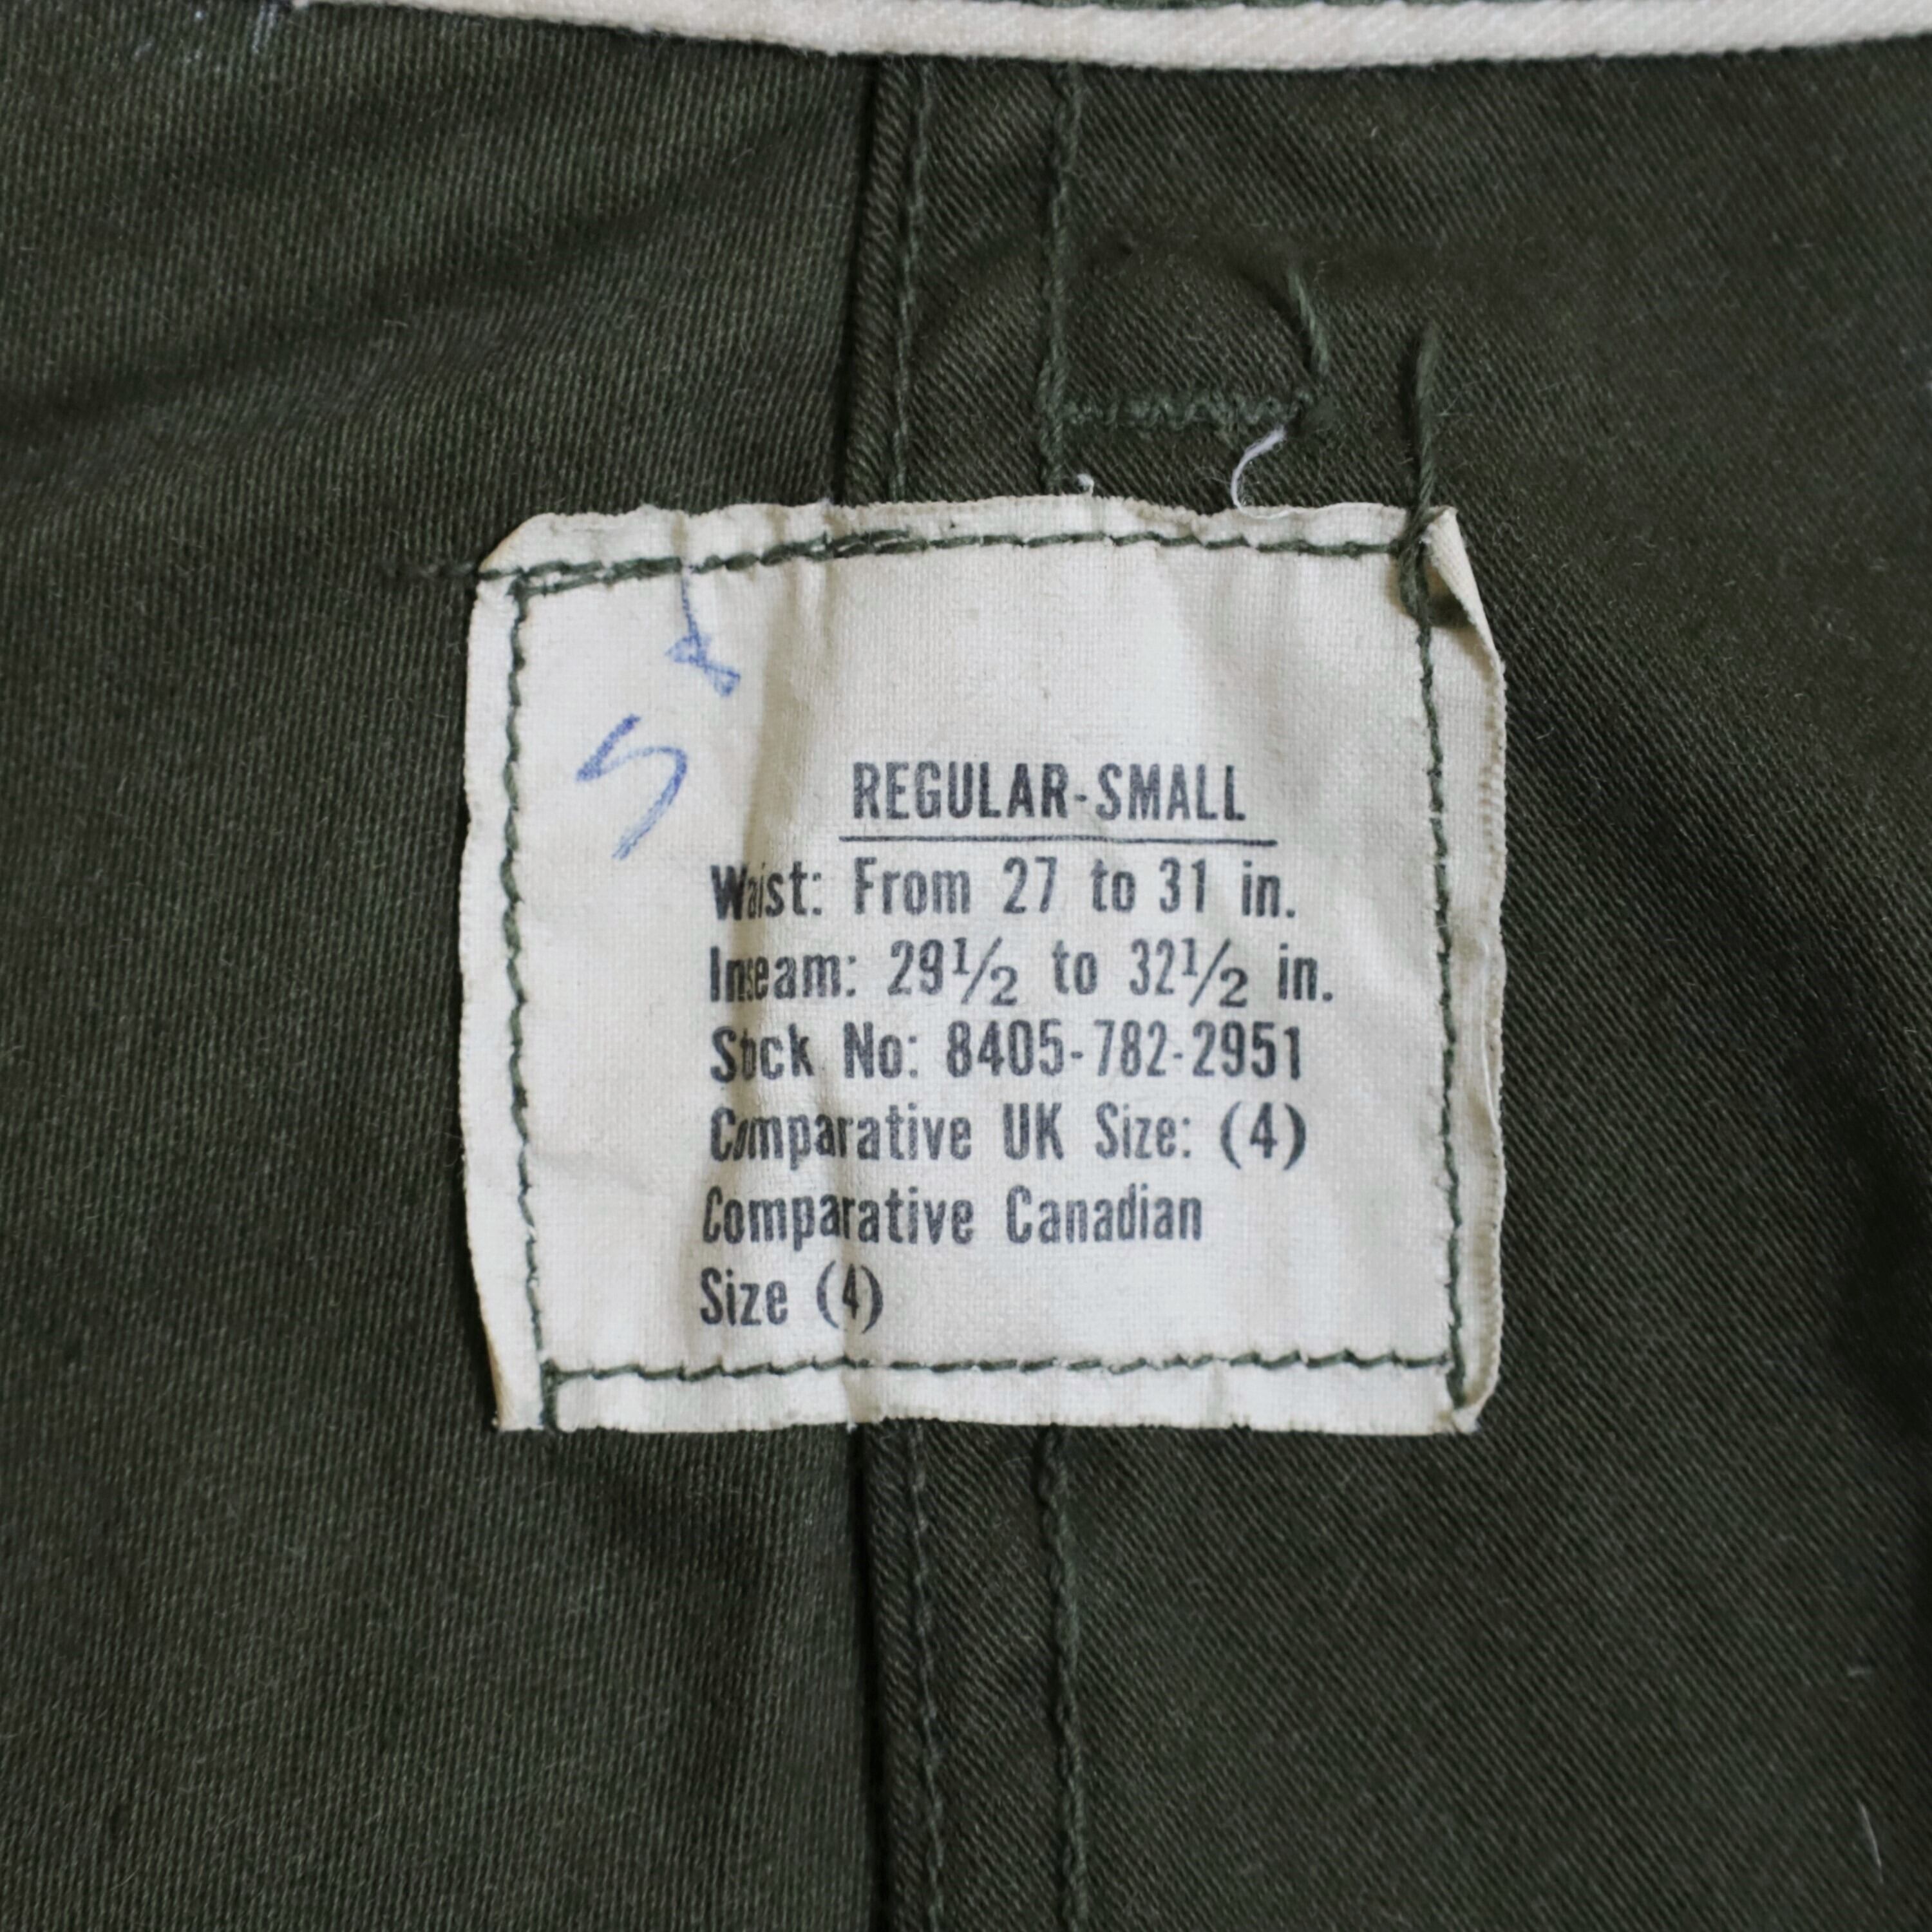 REGULAR-SMALL
Waist: From 27 to 31 in.
Inseam: 29½ to 32½ in.
Stock No: 8405-782-2951
Comparative UK Size: (4)
Comparative Canadian
Size (4)